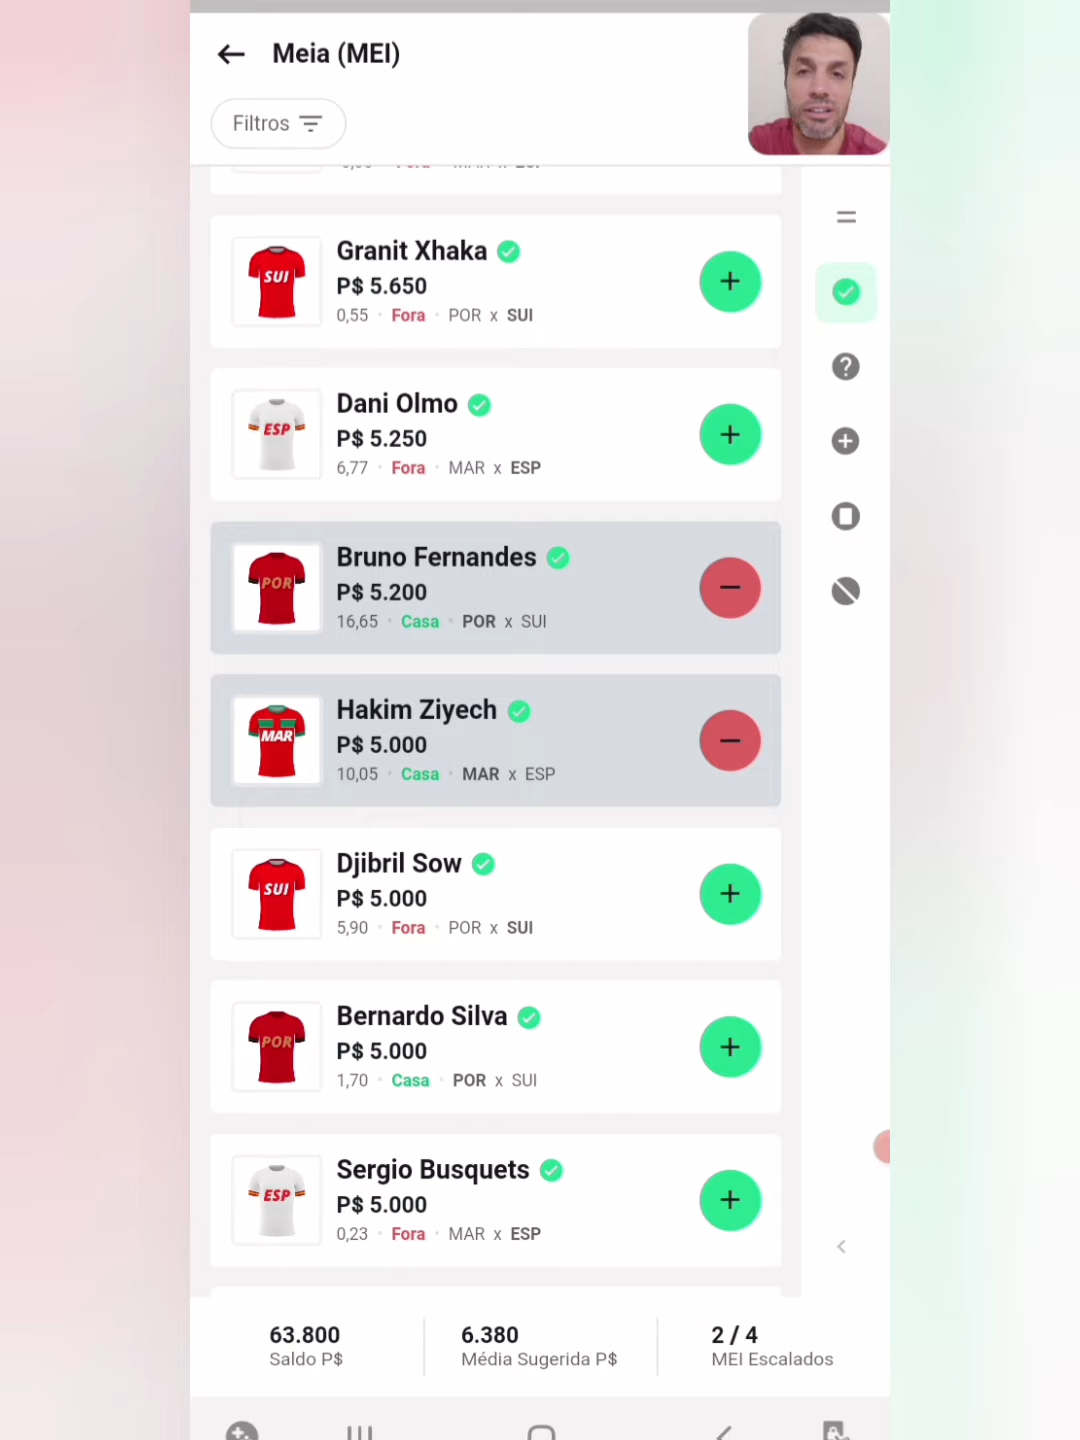 Meia (MEI)
Filtros
SUI
Granit Xhaka
P$ 5.650
0,55 · Fora · POR x SUI
ESP
Dani Olmo
P$ 5.250
6,77 · Fora · MAR x ESP
POR
Bruno Fernandes
P$ 5.200
16,65 · Casa · POR x SUI
MAR
Hakim Ziyech
P$ 5.000
10,05 · Casa · MAR x ESP
SUI
Djibril Sow
P$ 5.000
5,90 · Fora · POR x SUI
POR
Bernardo Silva
P$ 5.000
1,70 · Casa · POR x SUI
ESP
Sergio Busquets
P$ 5.000
0,23 · Fora · MAR x ESP
63.800 6.380 2 / 4
Saldo P$ Média Sugerida P$ MEI Escalados